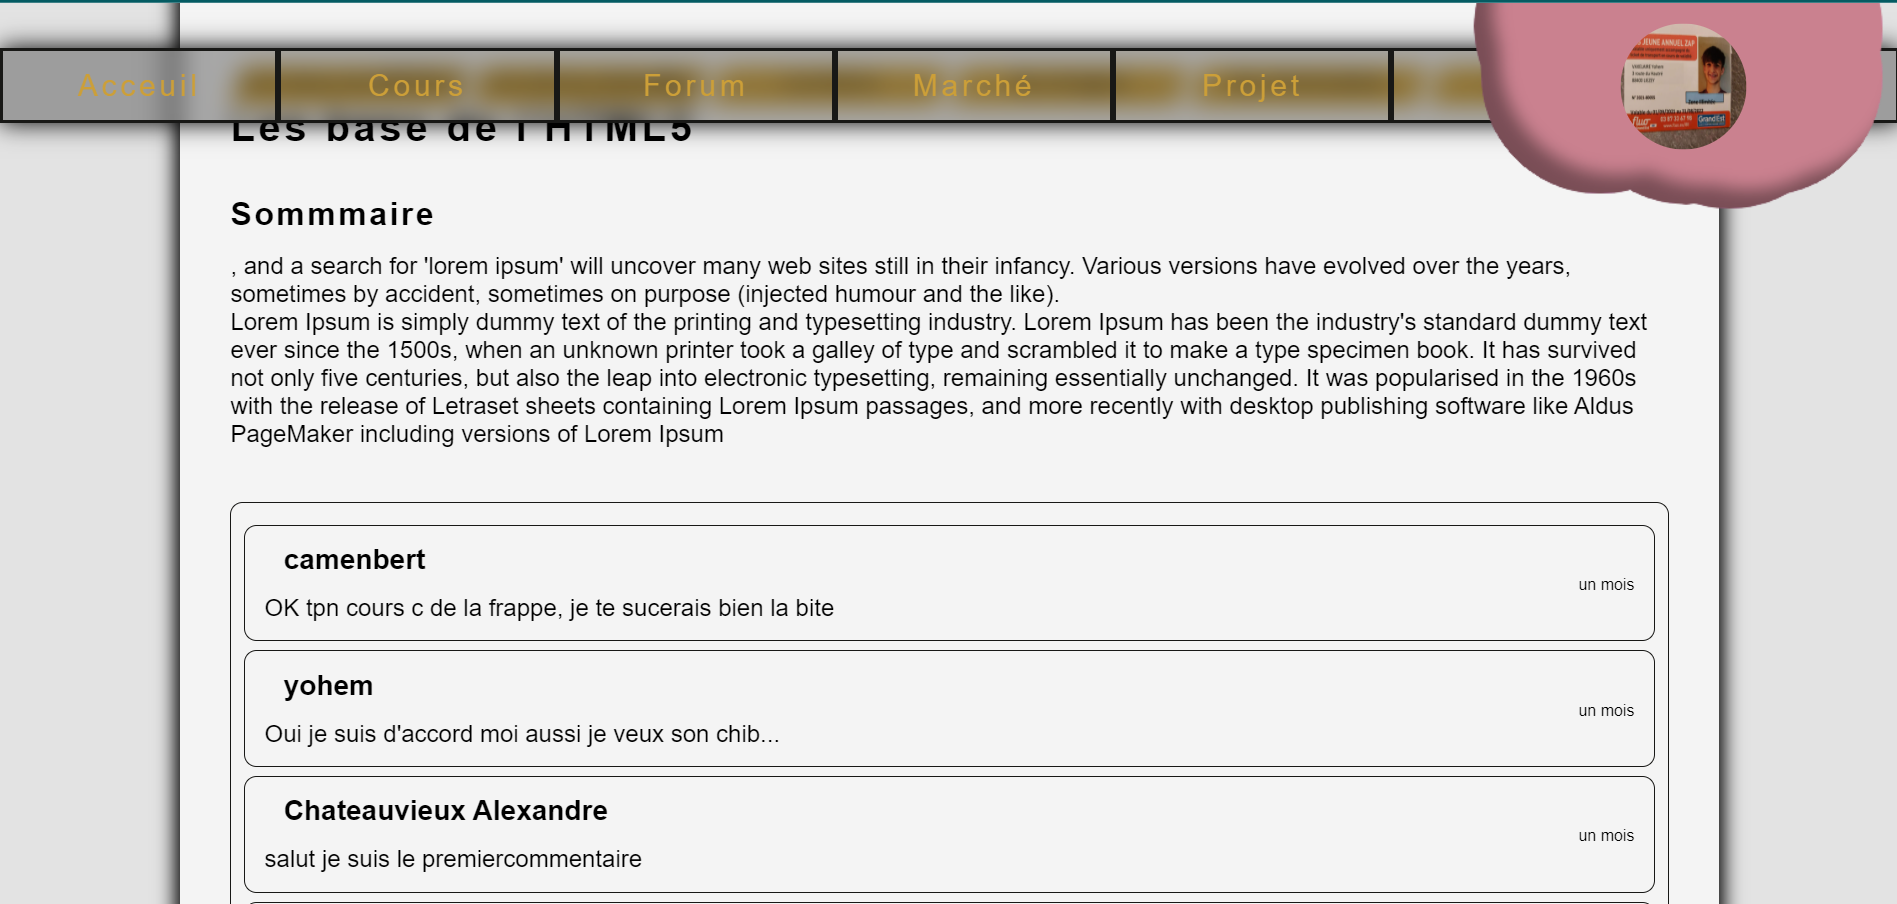 Acceuil Cours Forum Marché Projet
JEUNE ANNUEL ZAP
fluo
Grand Est
Les base de l'HTML5
Sommmaire
, and a search for 'lorem ipsum' will uncover many web sites still in their infancy. Various versions have evolved over the years,
sometimes by accident, sometimes on purpose (injected humour and the like).
Lorem Ipsum is simply dummy text of the printing and typesetting industry. Lorem Ipsum has been the industry's standard dummy text
ever since the 1500s, when an unknown printer took a galley of type and scrambled it to make a type specimen book. It has survived
not only five centuries, but also the leap into electronic typesetting, remaining essentially unchanged. It was popularised in the 1960s
with the release of Letraset sheets containing Lorem Ipsum passages, and more recently with desktop publishing software like Aldus
PageMaker including versions of Lorem Ipsum
camenbert
un mois
OK tpn cours c de la frappe, je te sucerais bien la bite
yohem
un mois
Oui je suis d'accord moi aussi je veux son chib...
Chateauvieux Alexandre
un mois
salut je suis le premiercommentaire